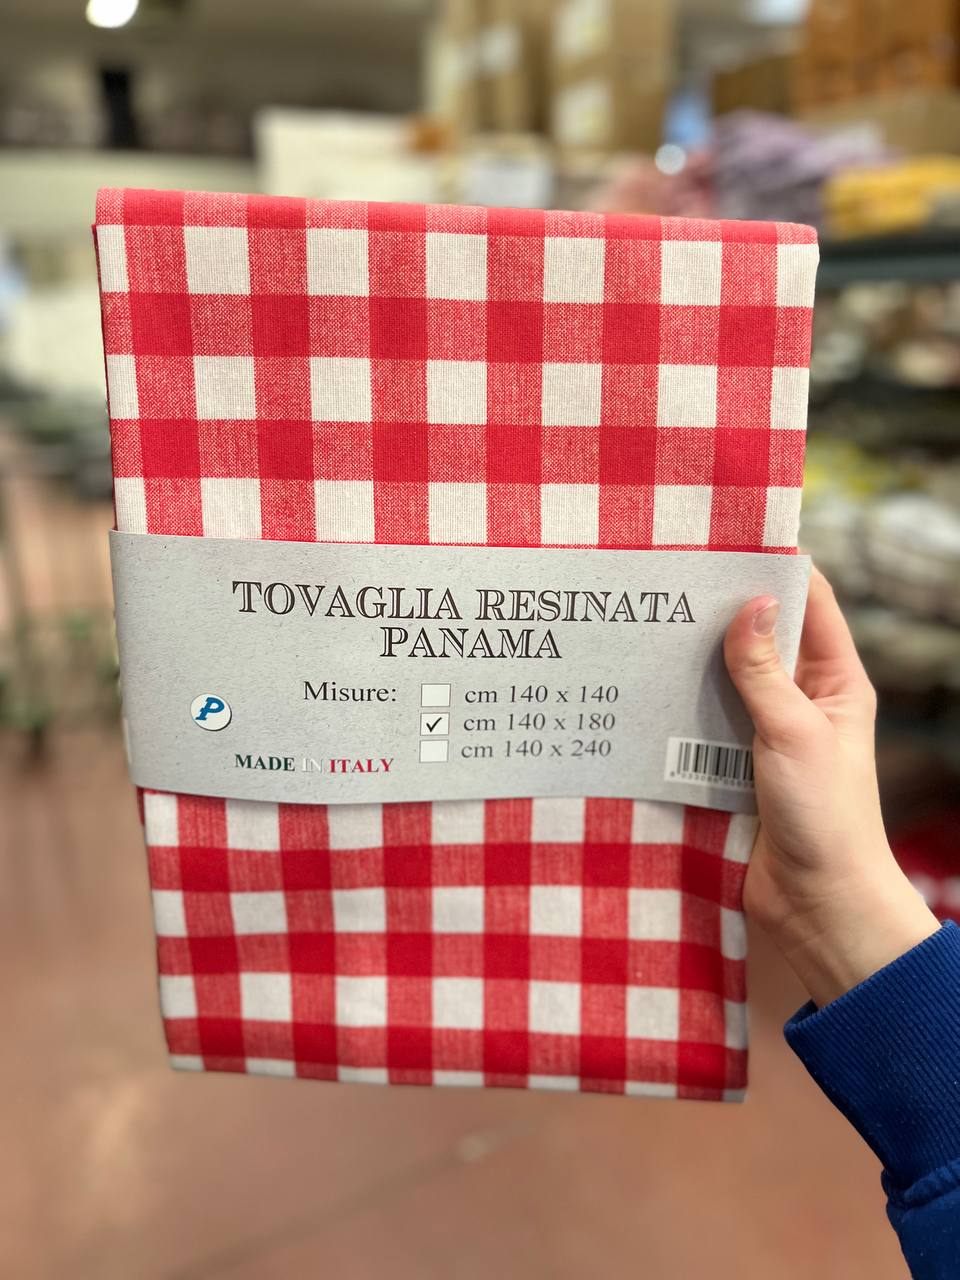 TOVAGLIA RESINATA
PANAMA
Misure: cm 140 x 140
✓ cm 140 x 180
cm 140 x 240
P
MADE IN ITALY